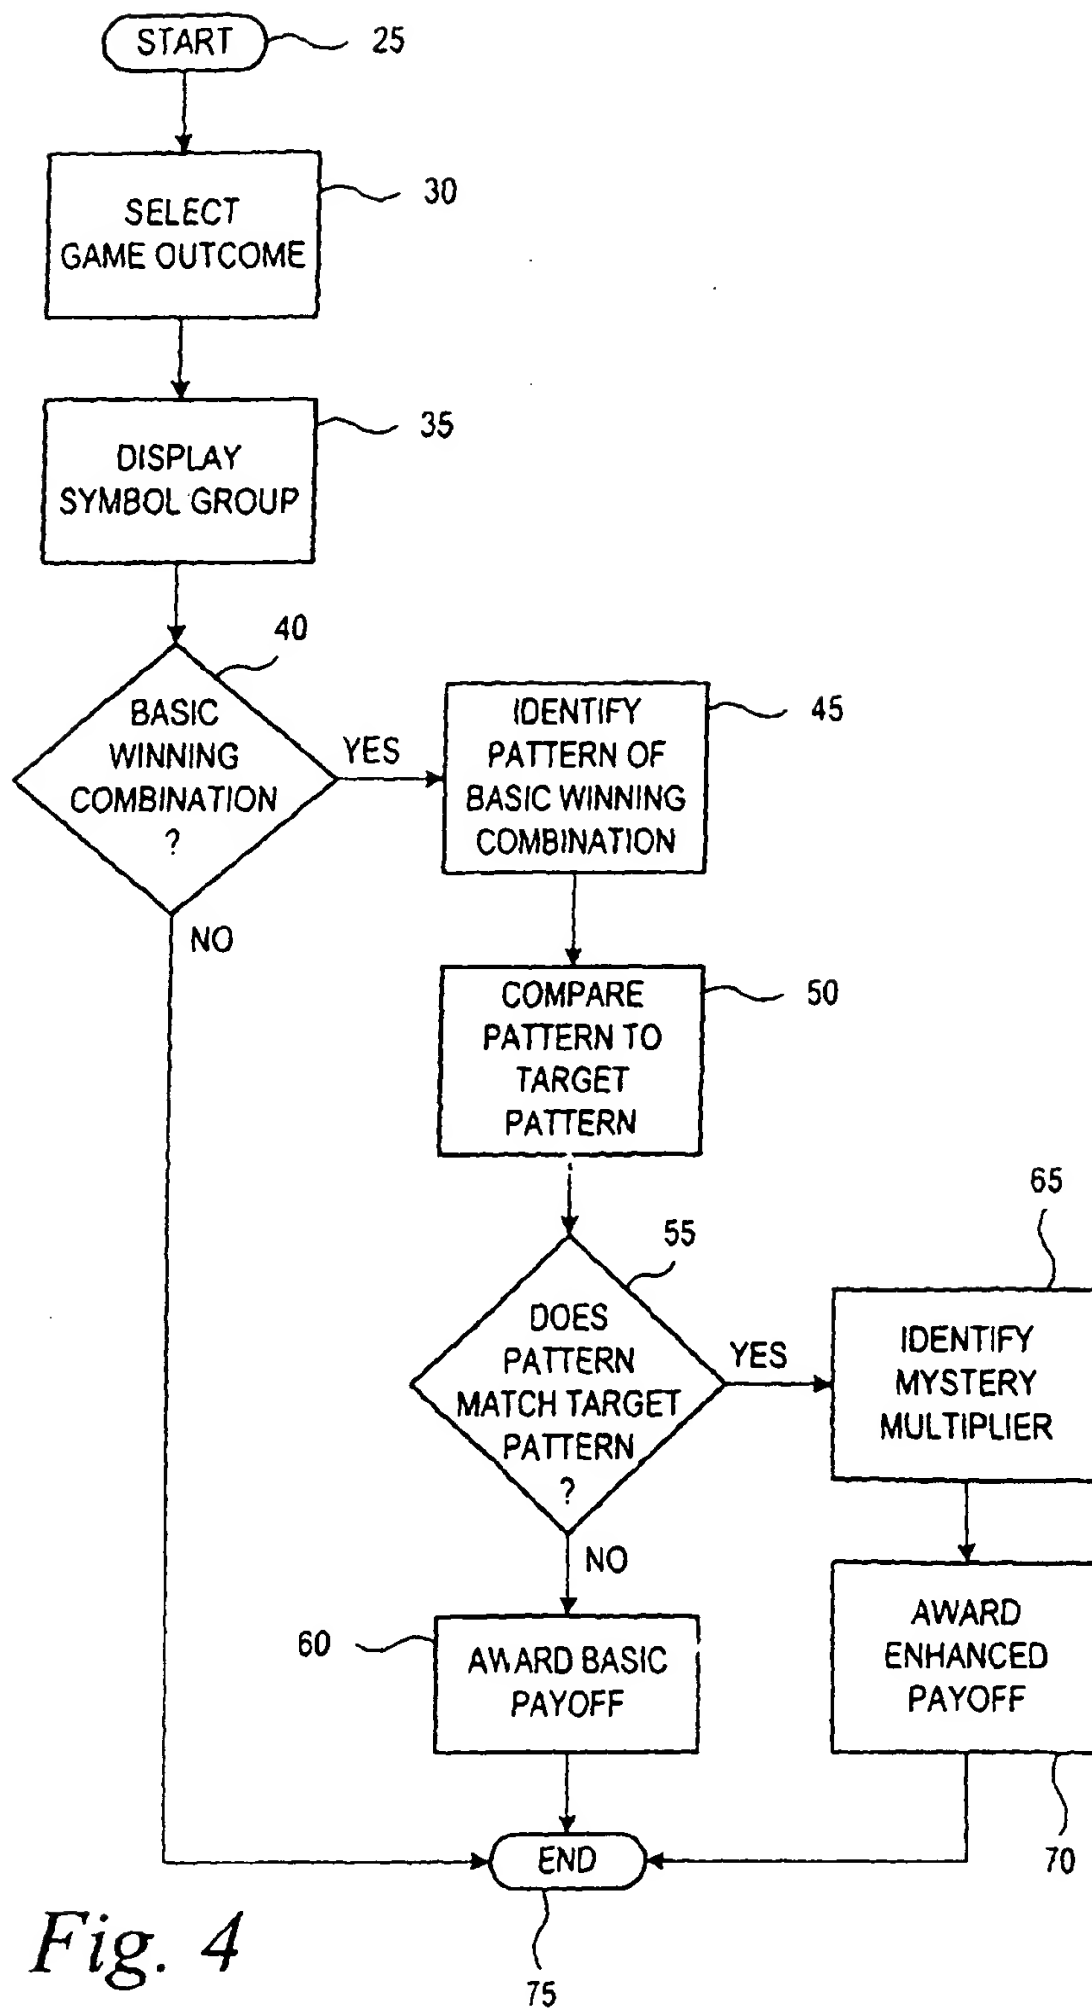 START
25
SELECT
GAME OUTCOME
30
DISPLAY
SYMBOL GROUP
35
40
BASIC
WINNING
COMBINATION
?
YES
NO
IDENTIFY
PATTERN OF
BASIC WINNING
COMBINATION
45
COMPARE
PATTERN TO
TARGET
PATTERN
50
55
DOES
PATTERN
MATCH TARGET
PATTERN
?
YES
NO
65
IDENTIFY
MYSTERY
MULTIPLIER
60
AWARD BASIC
PAYOFF
AWARD
ENHANCED
PAYOFF
70
END
75
Fig. 4